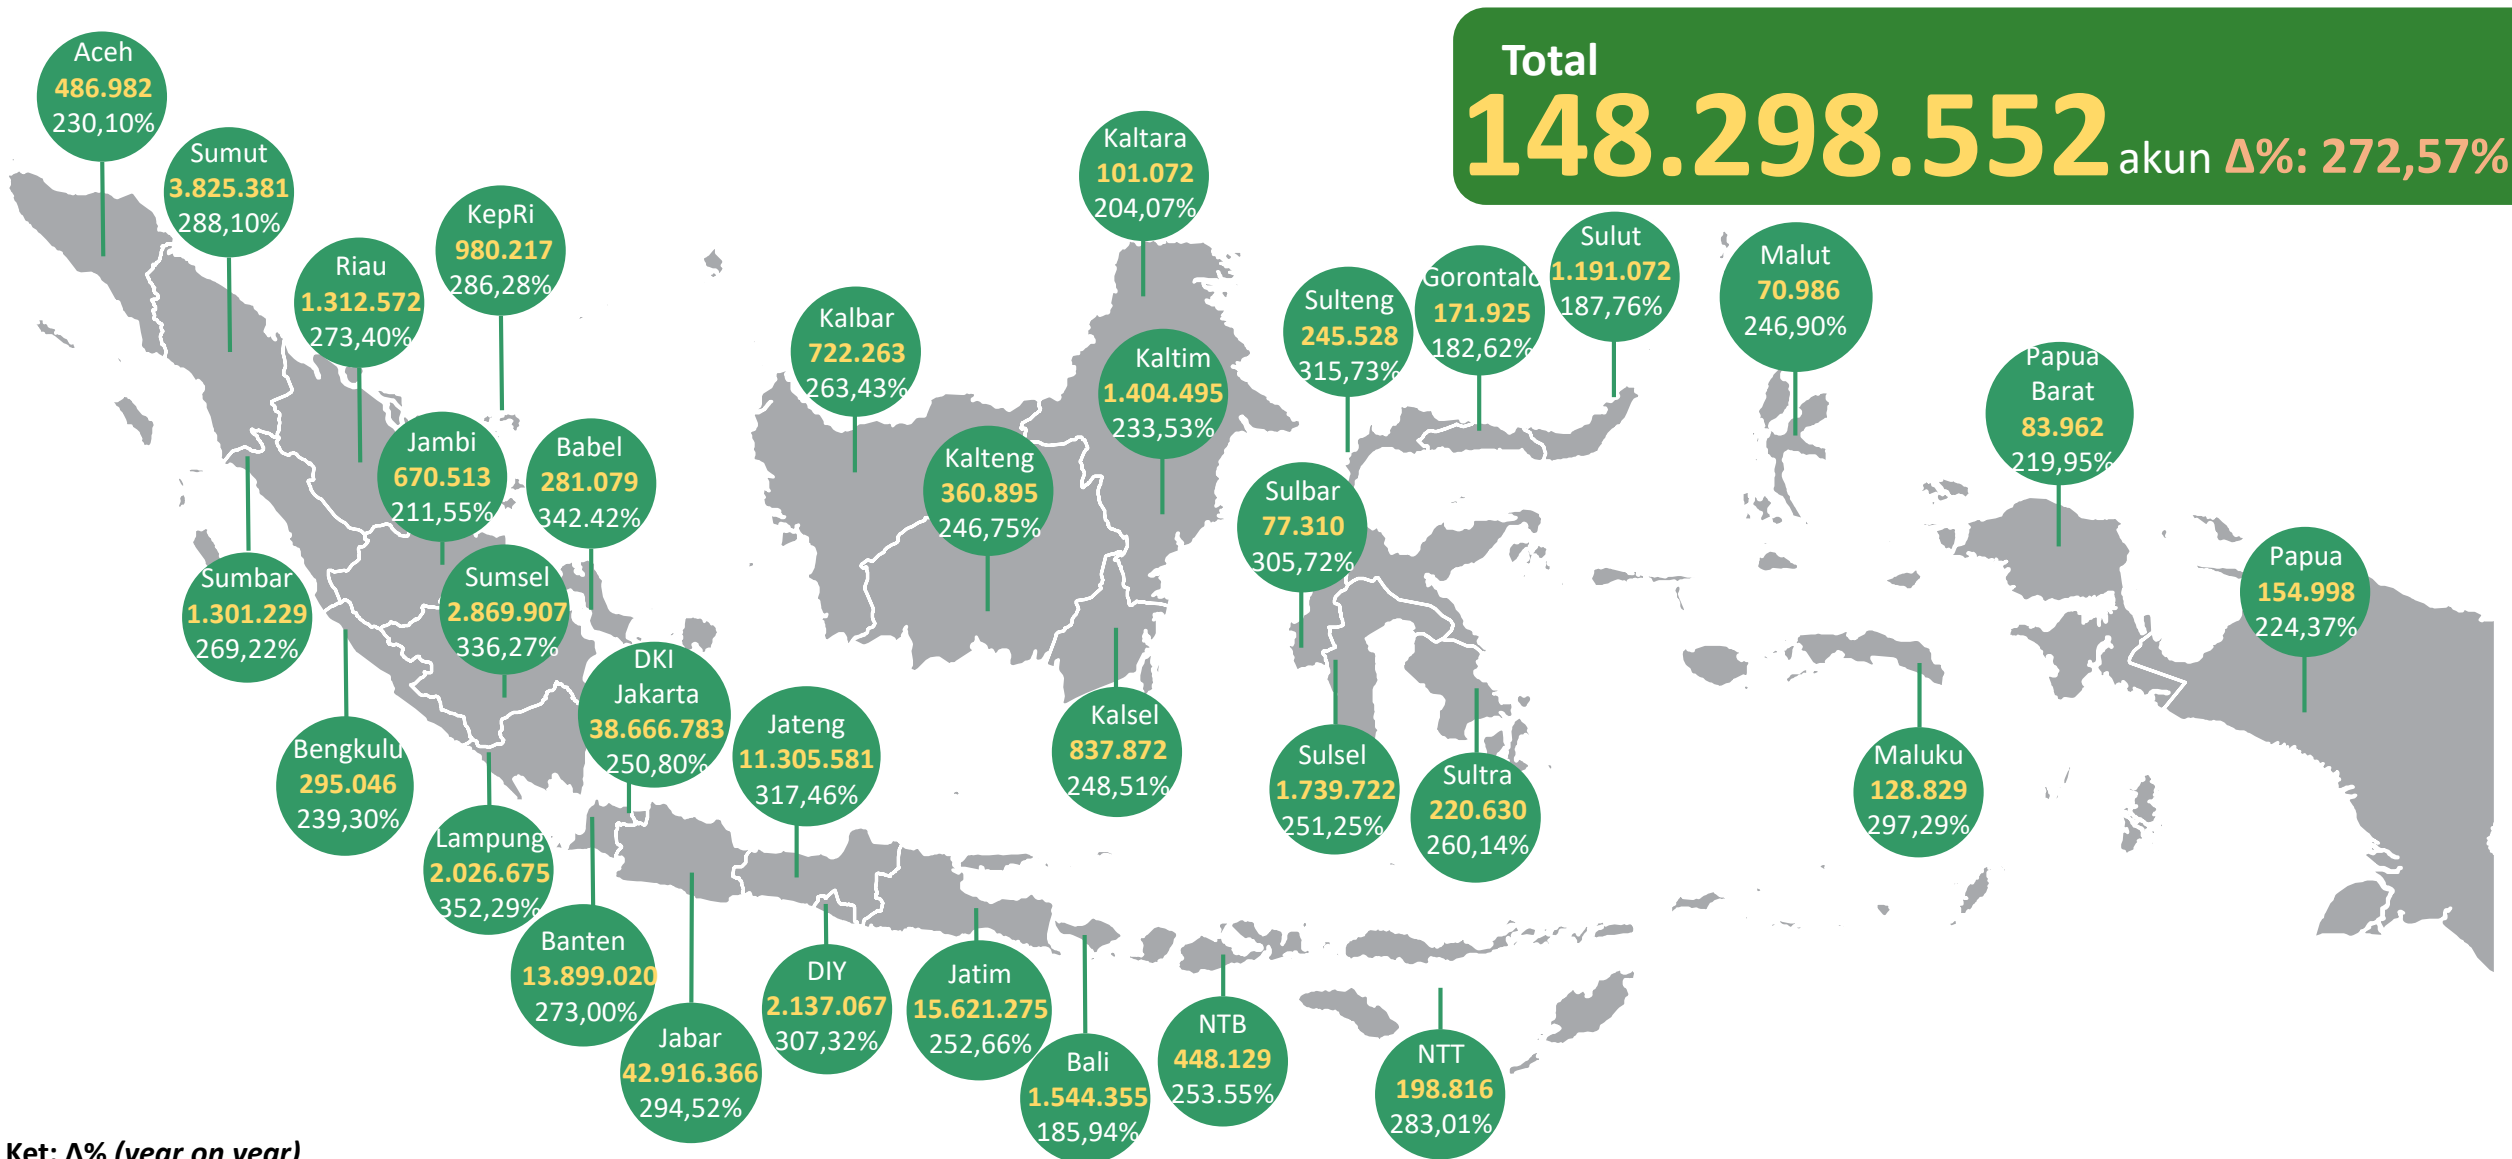 Total
148.298.552 akun Δ%: 272,57%
Aceh
486.982
230,10%
Sumut
3.825.381
288,10%
Riau
1.312.572
273,40%
KepRi
980.217
286,28%
Jambi
670.513
211,55%
Babel
281.079
342.42%
Sumbar
1.301.229
269,22%
Sumsel
2.869.907
336,27%
Bengkulu
295.046
239,30%
Lampung
2.026.675
352,29%
DKI
Jakarta
38.666.783
250,80%
Banten
13.899.020
273,00%
Jabar
42.916.366
294,52%
Jateng
11.305.581
317,46%
DIY
2.137.067
307,32%
Jatim
15.621.275
252,66%
Bali
1.544.355
185,94%
NTB
448.129
253.55%
NTT
198.816
283,01%
Kalbar
722.263
263,43%
Kalteng
360.895
246,75%
Kaltara
101.072
204,07%
Kaltim
1.404.495
233,53%
Kalsel
837.872
248,51%
Sulteng
245.528
315,73%
Gorontalo
171.925
182,62%
Sulut
1.191.072
187,76%
Sulbar
77.310
305,72%
Sulsel
1.739.722
251,25%
Sultra
220.630
260,14%
Malut
70.986
246,90%
Maluku
128.829
297,29%
Papua
Barat
83.962
219,95%
Papua
154.998
224,37%
Ket: Δ% (year on year)